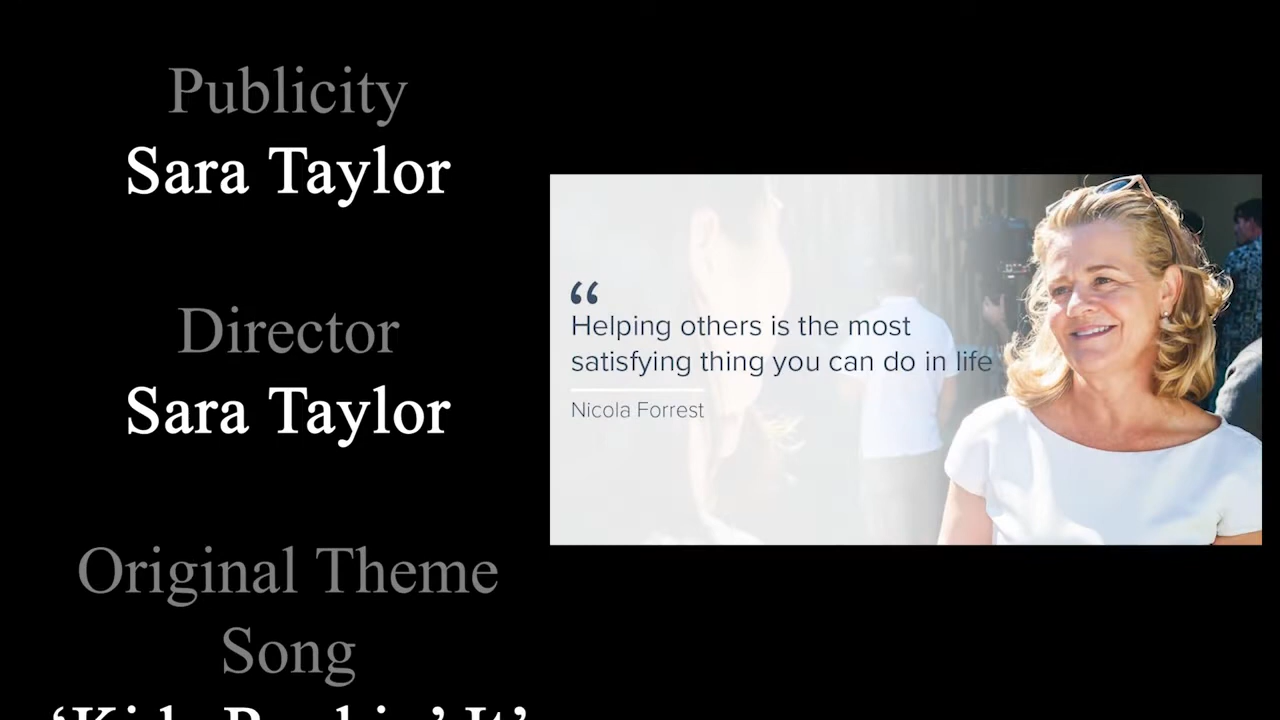 Publicity
Sara Taylor
Director
Sara Taylor
Original Theme
Song
“
Helping others is the most
satisfying thing you can do in life
Nicola Forrest